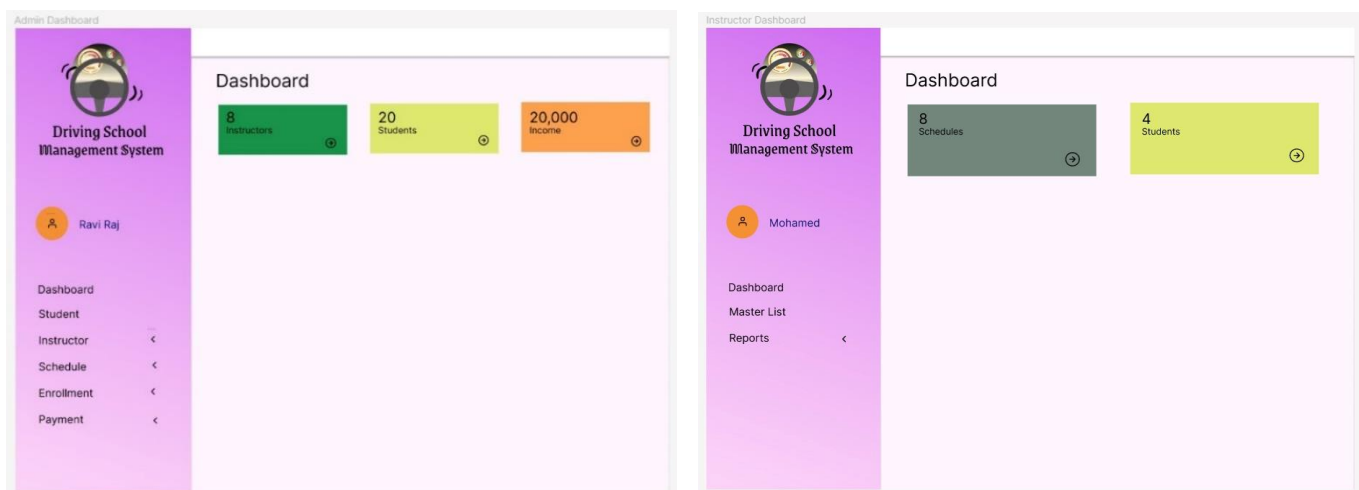 Admin Dashboard
Driving School
Management System
Ravi Raj
Dashboard
Student
Instructor
Schedule
Enrollment
Payment
Dashboard
8
Instructors
20
Students
20,000
Income
Instructor Dashboard
Driving School
Management System
Mohamed
Dashboard
Master List
Reports
Dashboard
8
Schedules
4
Students